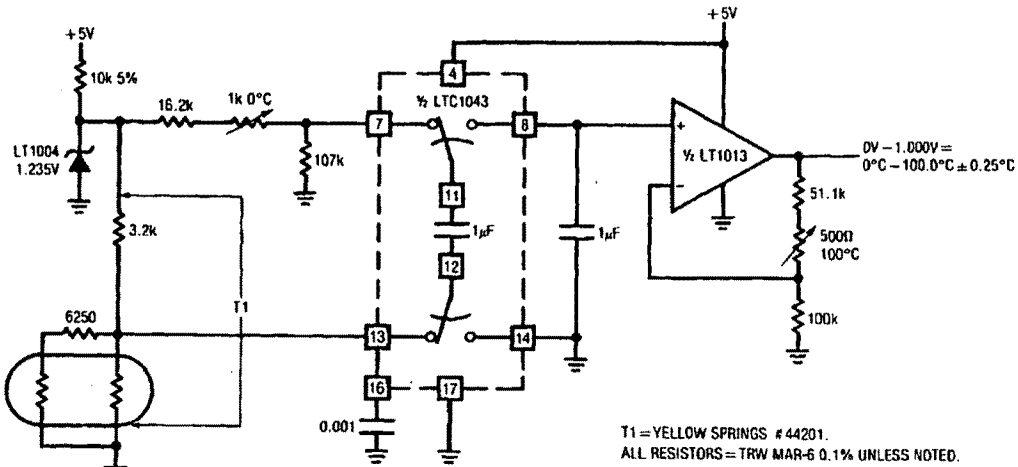 +5V
+5V
10k 5%
4
16.2k
1k 0°C
½ LTC1043
7
8
LT1004
1.235V
107k
+
½ LT1013
-
0V – 1.000V =
0°C – 100.0°C ± 0.25°C
11
51.1k
1µF
1µF
3.2k
500Ω
100°C
12
T1
6250
100k
13
14
16
17
0.001
T1 = YELLOW SPRINGS #44201.
ALL RESISTORS = TRW MAR-6 0.1% UNLESS NOTED.